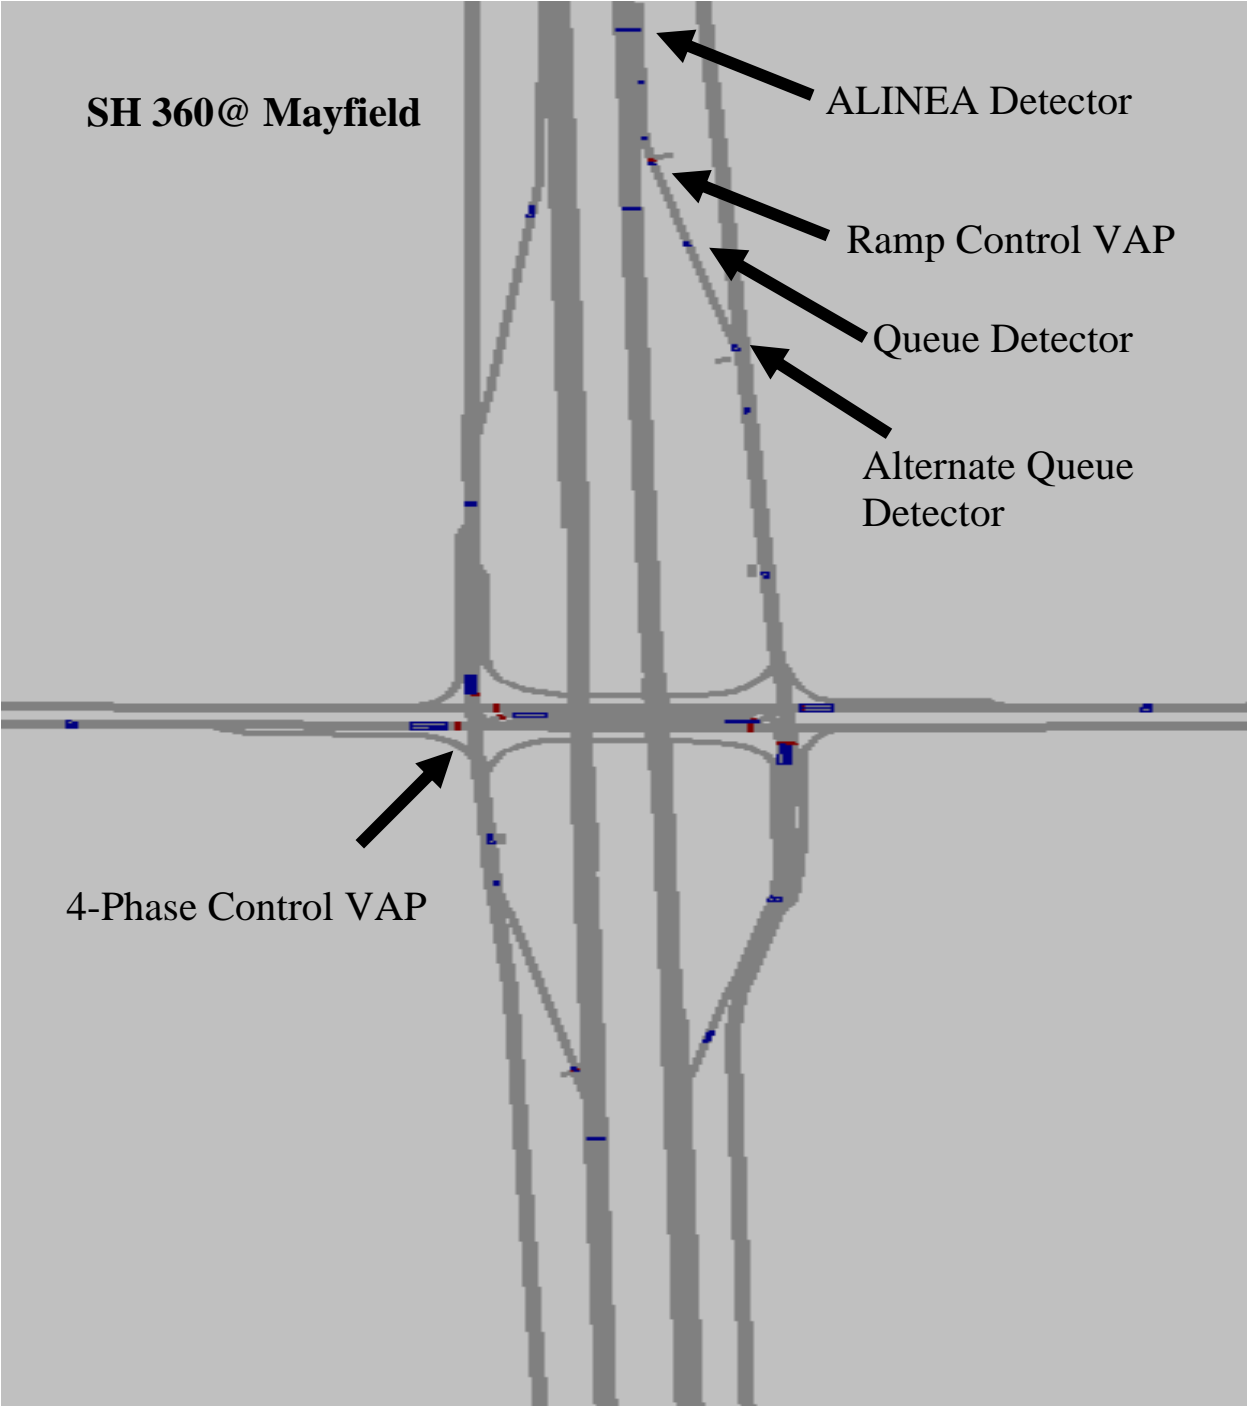 SH 360@ Mayfield
ALINEA Detector
Ramp Control VAP
Queue Detector
Alternate Queue
Detector
4-Phase Control VAP